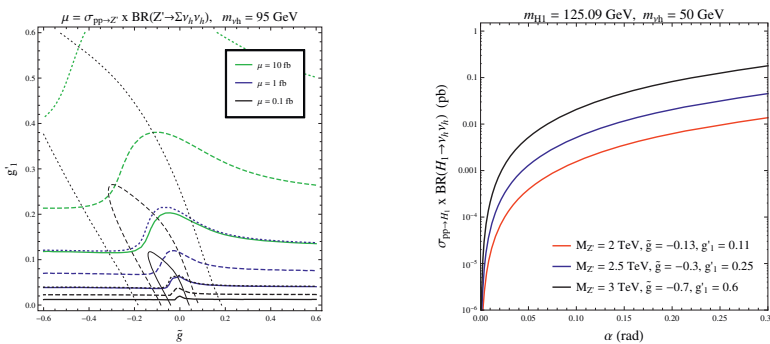 μ = σpp→Z' x BR(Z'→Σνhνh), mνh = 95 GeV
0.6
0.5
0.4
0.3
0.2
0.1
0.0
g'1
μ = 10 fb
μ = 1 fb
μ = 0.1 fb
-0.6 -0.4 -0.2 0.0 0.2 0.4 0.6
g̃
mH1 = 125.09 GeV, mνh = 50 GeV
1
0.1
0.01
0.001
10⁻⁴
10⁻⁵
10⁻⁶
σpp→H1 x BR(H1→νhνh) (pb)
MZ' = 2 TeV, g̃ = −0.13, g'1 = 0.11
MZ' = 2.5 TeV, g̃ = −0.3, g'1 = 0.25
MZ' = 3 TeV, g̃ = −0.7, g'1 = 0.6
0.00 0.05 0.10 0.15 0.20 0.25 0.30
α (rad)